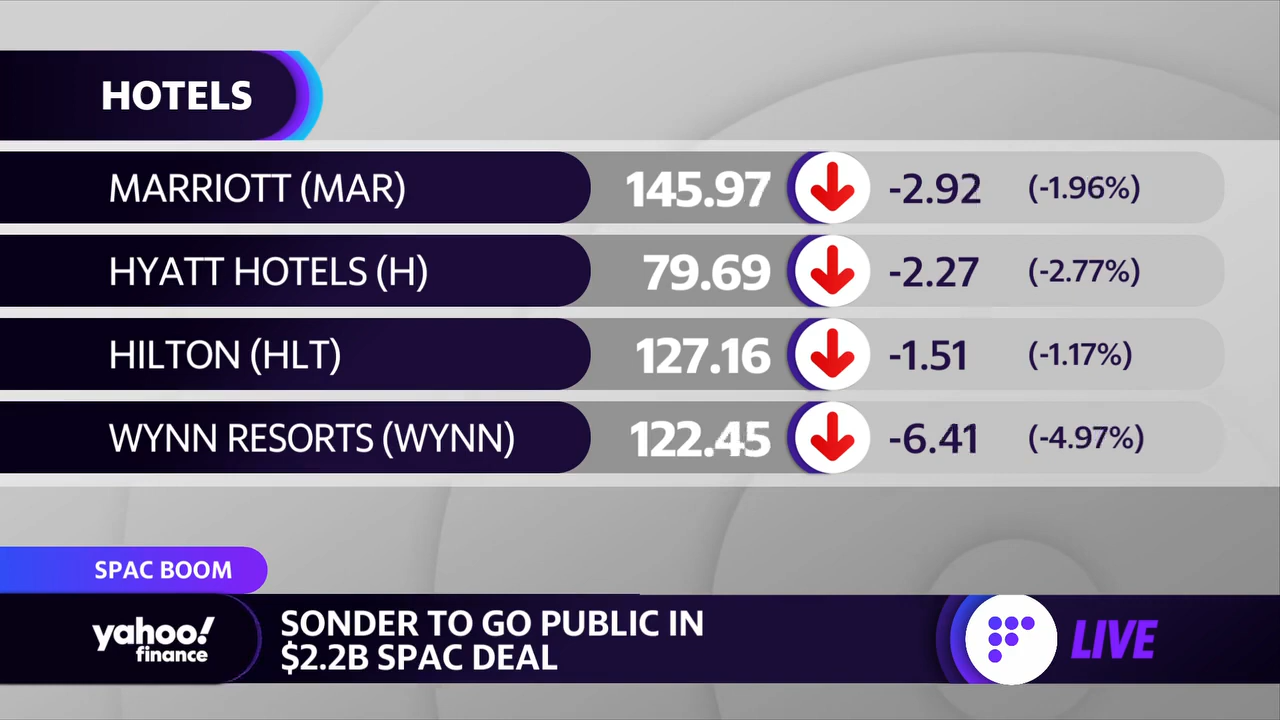 HOTELS
MARRIOTT (MAR) 145.97 -2.92 (-1.96%)
HYATT HOTELS (H) 79.69 -2.27 (-2.77%)
HILTON (HLT) 127.16 -1.51 (-1.17%)
WYNN RESORTS (WYNN) 122.45 -6.41 (-4.97%)
SPAC BOOM
yahoo!
finance
SONDER TO GO PUBLIC IN
$2.2B SPAC DEAL
LIVE